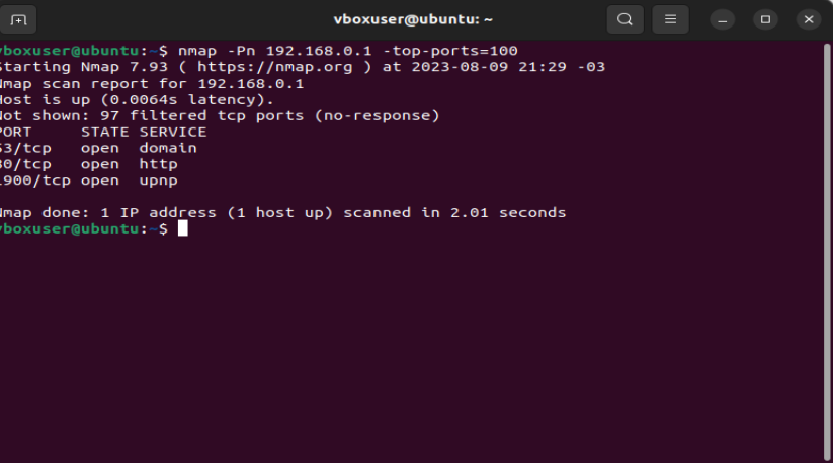 vboxuser@ubuntu: ~
vboxuser@ubuntu:~$ nmap -Pn 192.168.0.1 -top-ports=100
Starting Nmap 7.93 ( https://nmap.org ) at 2023-08-09 21:29 -03
Nmap scan report for 192.168.0.1
Host is up (0.0064s latency).
Not shown: 97 filtered tcp ports (no-response)
PORT     STATE SERVICE
53/tcp   open  domain
80/tcp   open  http
1900/tcp open  upnp
Nmap done: 1 IP address (1 host up) scanned in 2.01 seconds
vboxuser@ubuntu:~$